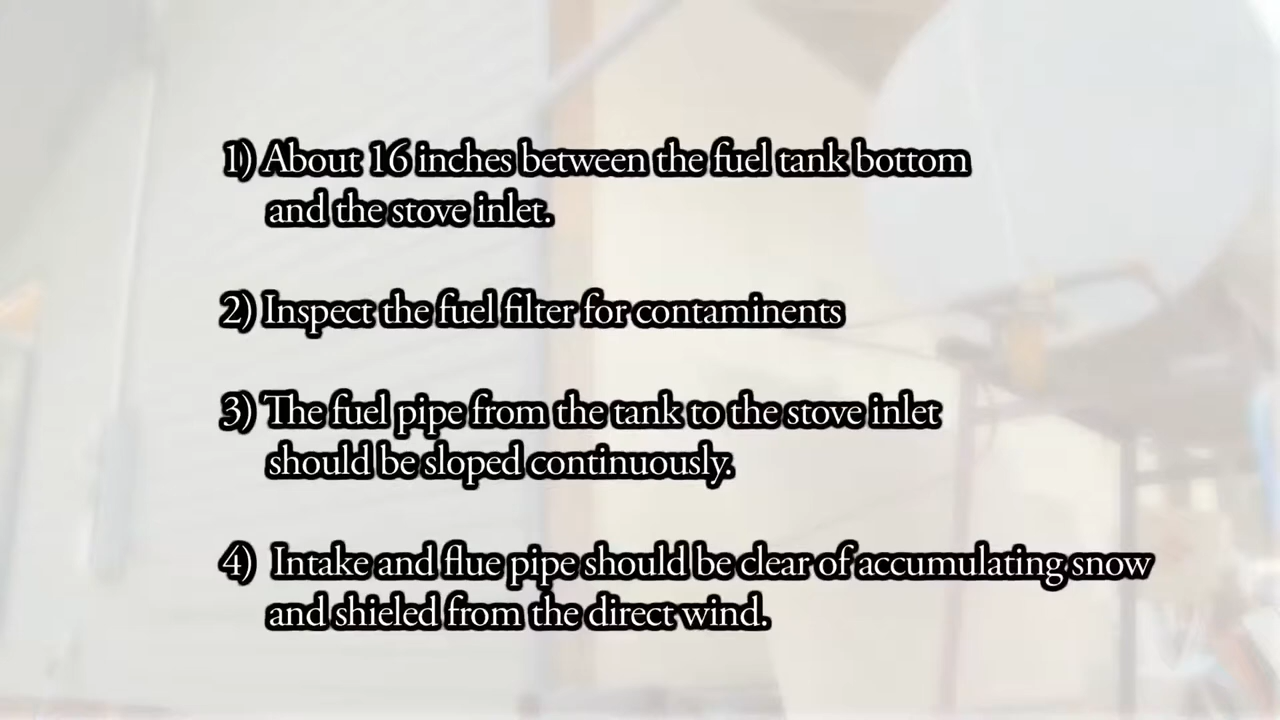 1) About 16 inches between the fuel tank bottom
and the stove inlet.
2) Inspect the fuel filter for contaminents
3) The fuel pipe from the tank to the stove inlet
should be sloped continuously.
4) Intake and flue pipe should be clear of accumulating snow
and shieled from the direct wind.